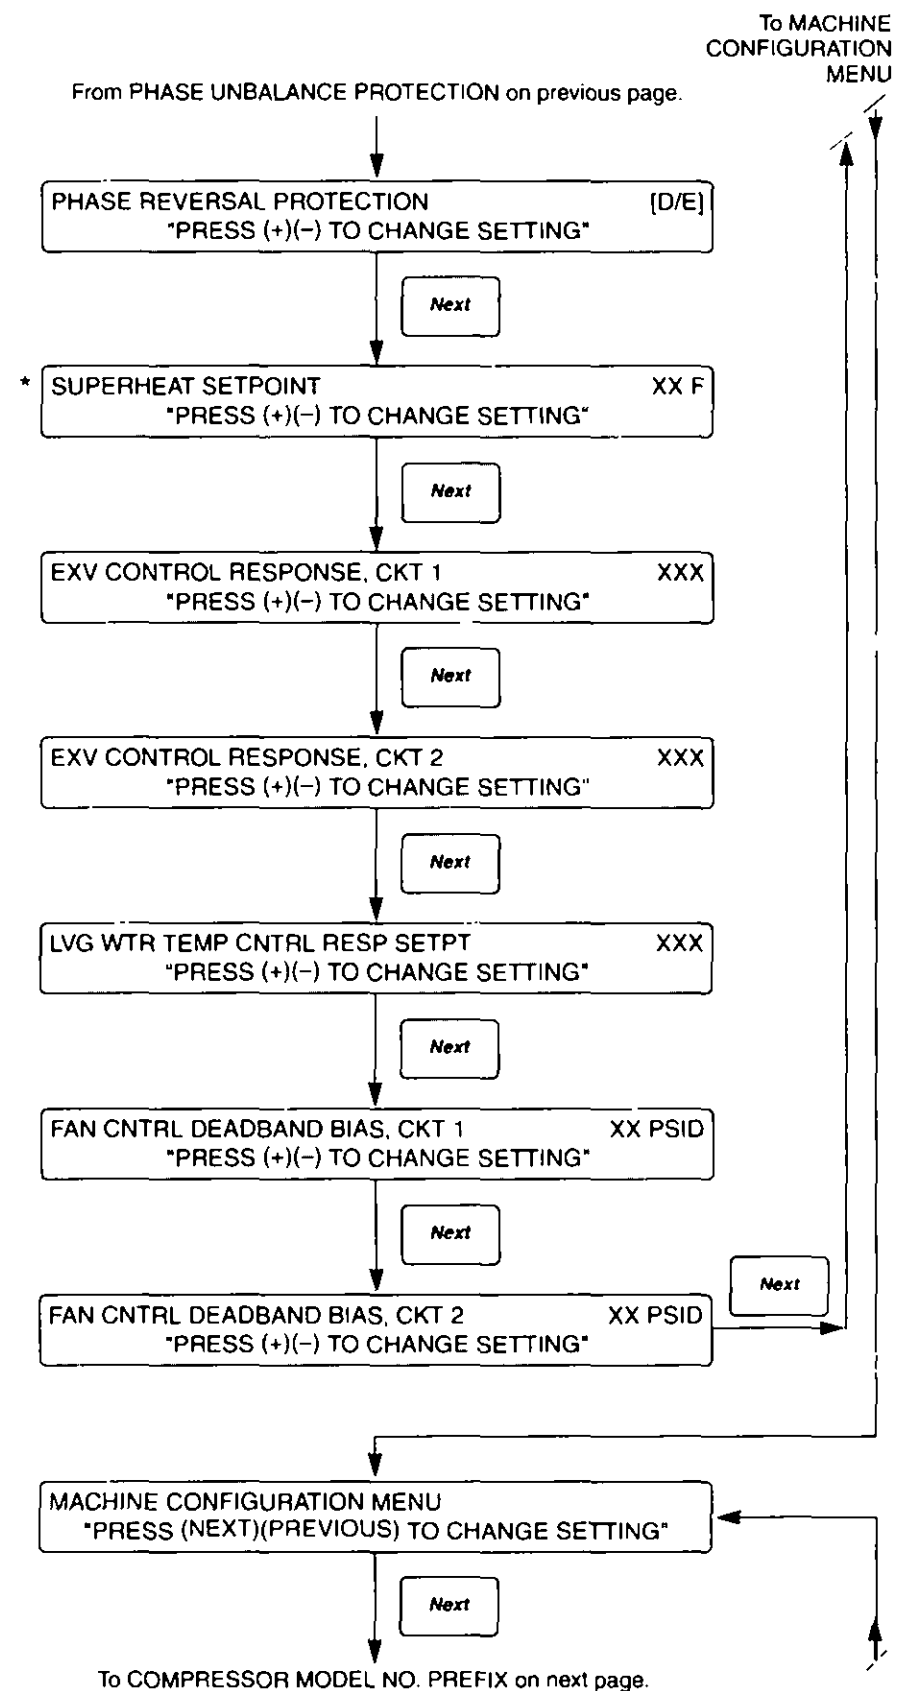 To MACHINE
CONFIGURATION
MENU
From PHASE UNBALANCE PROTECTION on previous page.
PHASE REVERSAL PROTECTION [D/E]
"PRESS (+)(−) TO CHANGE SETTING"
Next
* SUPERHEAT SETPOINT XX F
"PRESS (+)(−) TO CHANGE SETTING"
Next
EXV CONTROL RESPONSE, CKT 1 XXX
"PRESS (+)(−) TO CHANGE SETTING"
Next
EXV CONTROL RESPONSE, CKT 2 XXX
"PRESS (+)(−) TO CHANGE SETTING"
Next
LVG WTR TEMP CNTRL RESP SETPT XXX
"PRESS (+)(−) TO CHANGE SETTING"
Next
FAN CNTRL DEADBAND BIAS, CKT 1 XX PSID
"PRESS (+)(−) TO CHANGE SETTING"
Next
Next
FAN CNTRL DEADBAND BIAS, CKT 2 XX PSID
"PRESS (+)(−) TO CHANGE SETTING"
MACHINE CONFIGURATION MENU
"PRESS (NEXT)(PREVIOUS) TO CHANGE SETTING"
Next
To COMPRESSOR MODEL NO. PREFIX on next page.